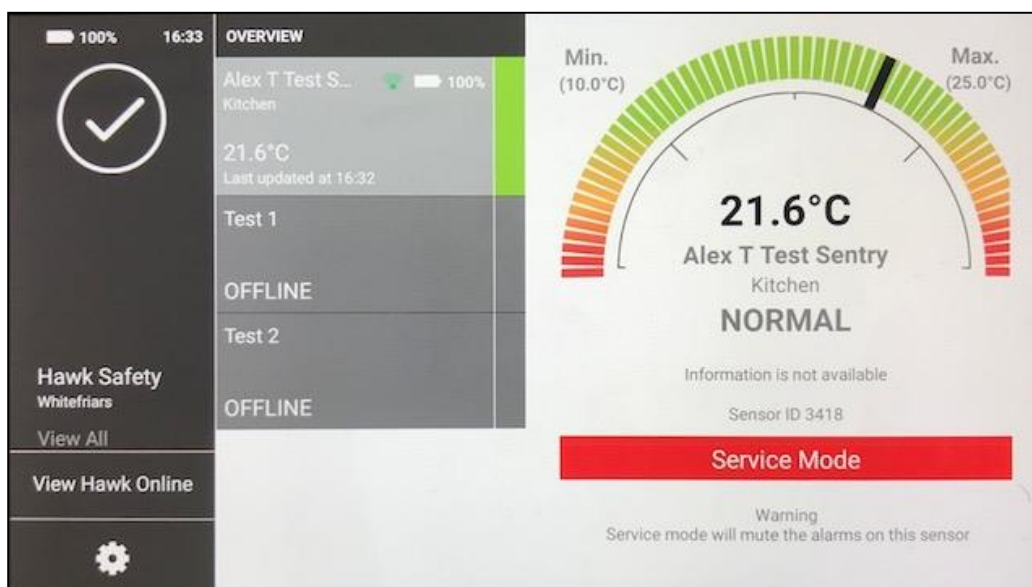 100% 16:33
Hawk Safety
Whitefriars
View All
View Hawk Online
OVERVIEW
Alex T Test S... 100%
Kitchen
21.6°C
Last updated at 16:32
Test 1
OFFLINE
Test 2
OFFLINE
Min.
(10.0°C)
Max.
(25.0°C)
21.6°C
Alex T Test Sentry
Kitchen
NORMAL
Information is not available
Sensor ID 3418
Service Mode
Warning
Service mode will mute the alarms on this sensor